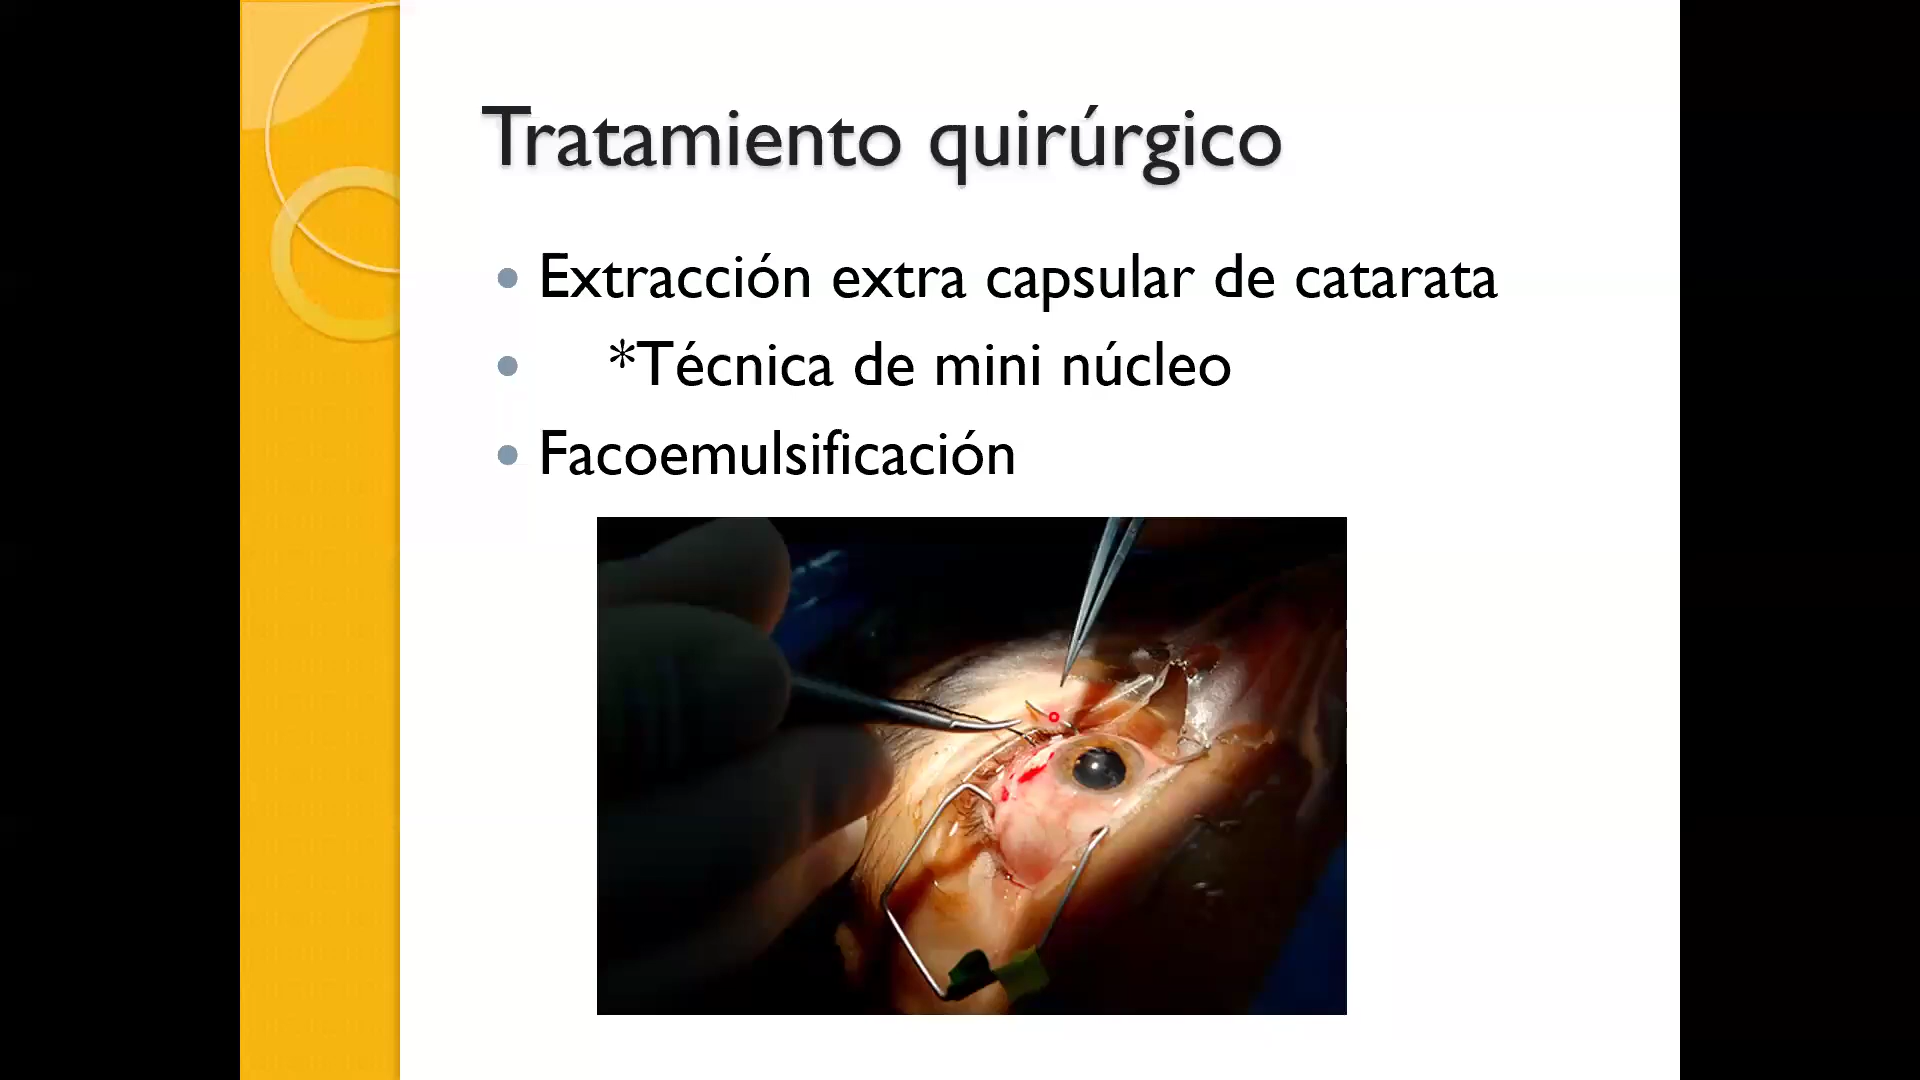 Tratamiento quirúrgico
Extracción extra capsular de catarata
*Técnica de mini núcleo
Facoemulsificación